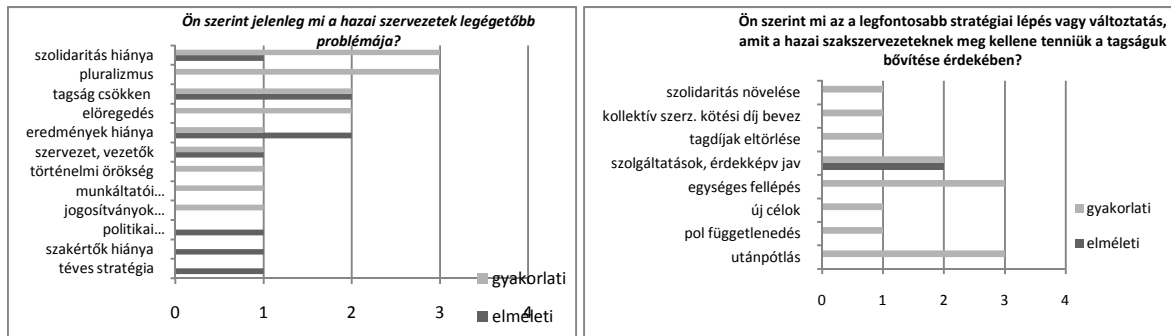 Ön szerint jelenleg mi a hazai szervezetek legégetőbb
problémája?
szolidaritás hiánya
pluralizmus
tagság csökken
elöregedés
eredmények hiánya
szervezet, vezetők
történelmi örökség
munkáltatói…
jogosítványok…
politikai…
szakértők hiánya
téves stratégia
gyakorlati
elméleti
0 1 2 3 4
Ön szerint mi az a legfontosabb stratégiai lépés vagy változtatás,
amit a hazai szakszervezeteknek meg kellene tenniük a tagságuk
bővítése érdekében?
szolidaritás növelése
kollektív szerz. kötési díj bevez
tagdíjak eltörlése
szolgáltatások, érdekképv jav
egységes fellépés
új célok
pol függetlenedés
utánpótlás
gyakorlati
elméleti
0 1 2 3 4